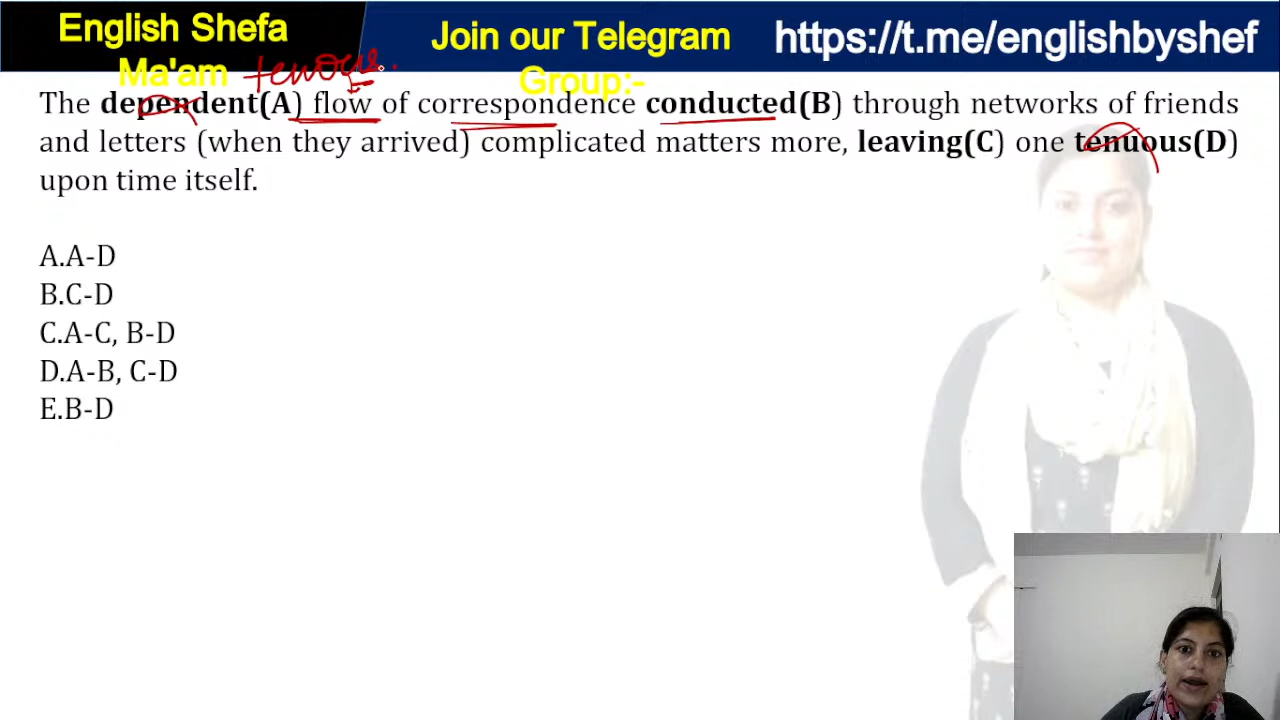 English Shefa
Ma'am
Join our Telegram
Group:-
https://t.me/englishbyshef
tenous.
The dependent(A) flow of correspondence conducted(B) through networks of friends
and letters (when they arrived) complicated matters more, leaving(C) one tenuous(D)
upon time itself.
A.A-D
B.C-D
C.A-C, B-D
D.A-B, C-D
E.B-D